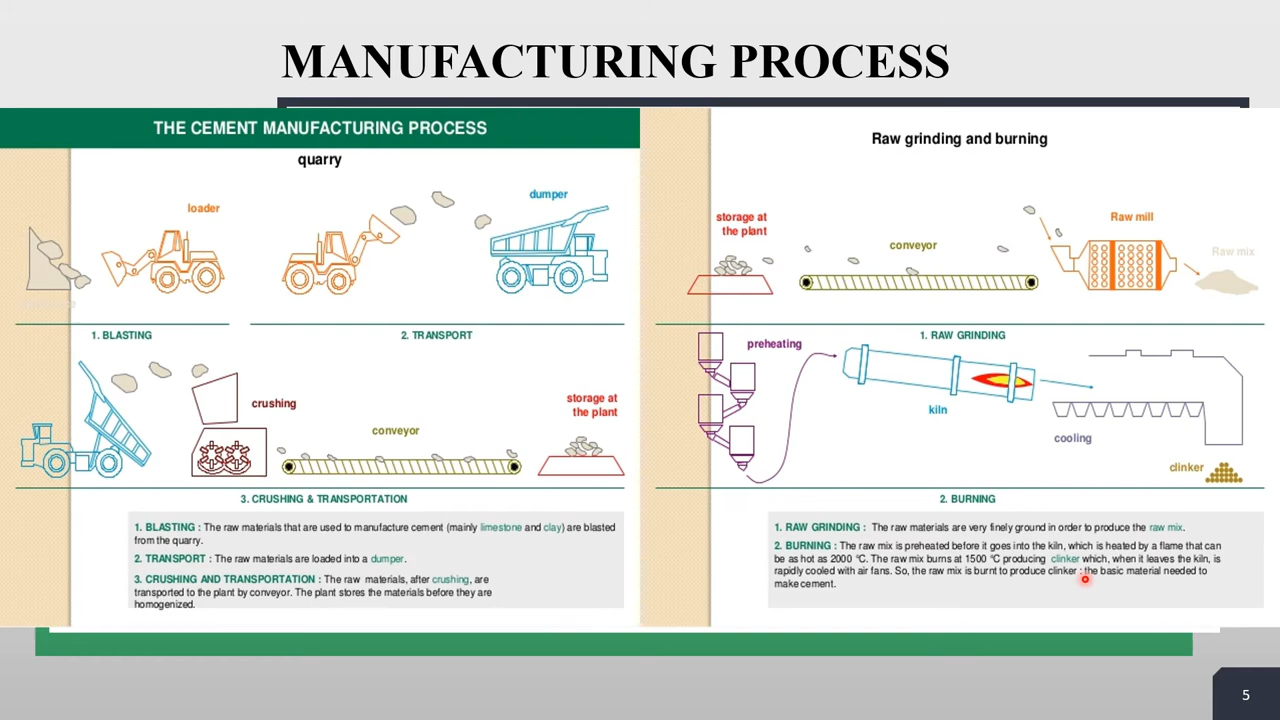 MANUFACTURING PROCESS
THE CEMENT MANUFACTURING PROCESS
quarry
loader
dumper
1. BLASTING
2. TRANSPORT
crushing
conveyor
storage at
the plant
3. CRUSHING & TRANSPORTATION
1. BLASTING : The raw materials that are used to manufacture cement (mainly limestone and clay) are blasted
from the quarry.
2. TRANSPORT : The raw materials are loaded into a dumper.
3. CRUSHING AND TRANSPORTATION : The raw materials, after crushing, are
transported to the plant by conveyor. The plant stores the materials before they are
homogenized.
Raw grinding and burning
storage at
the plant
conveyor
Raw mill
Raw mix
1. RAW GRINDING
preheating
kiln
cooling
clinker
2. BURNING
1. RAW GRINDING : The raw materials are very finely ground in order to produce the raw mix.
2. BURNING : The raw mix is preheated before it goes into the kiln, which is heated by a flame that can
be as hot as 2000 °C. The raw mix burns at 1500 °C producing clinker which, when it leaves the kiln, is
rapidly cooled with air fans. So, the raw mix is burnt to produce clinker : the basic material needed to
make cement.
5